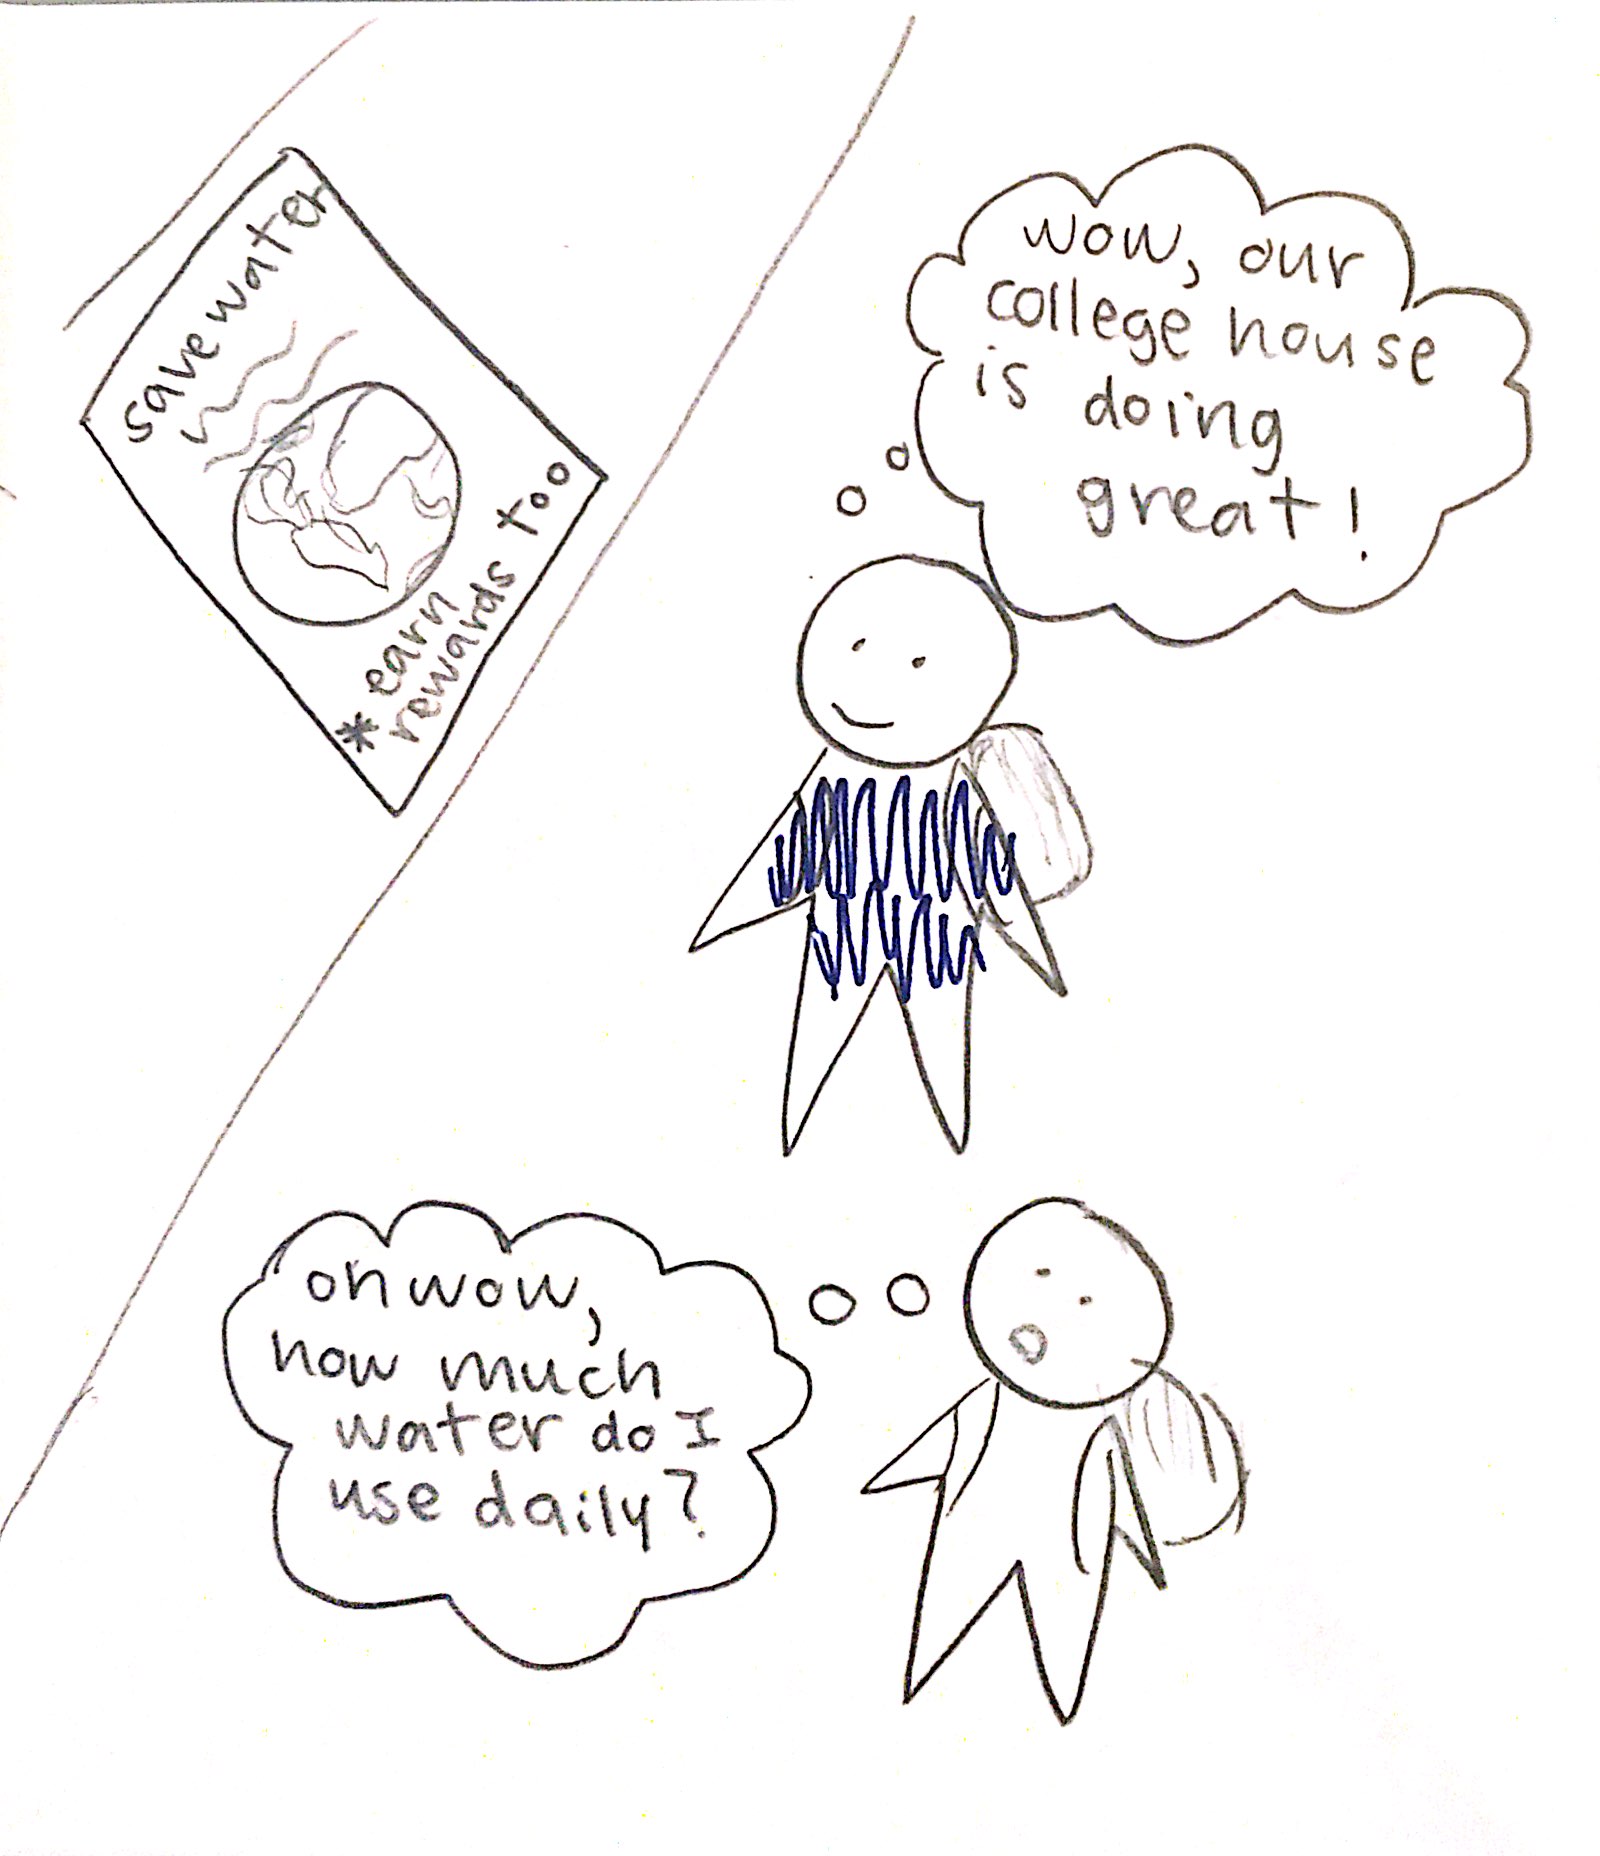 save water
* earn
rewards too
wow, our
college house
is doing
great!
oh wow,
how much
water do I
use daily?